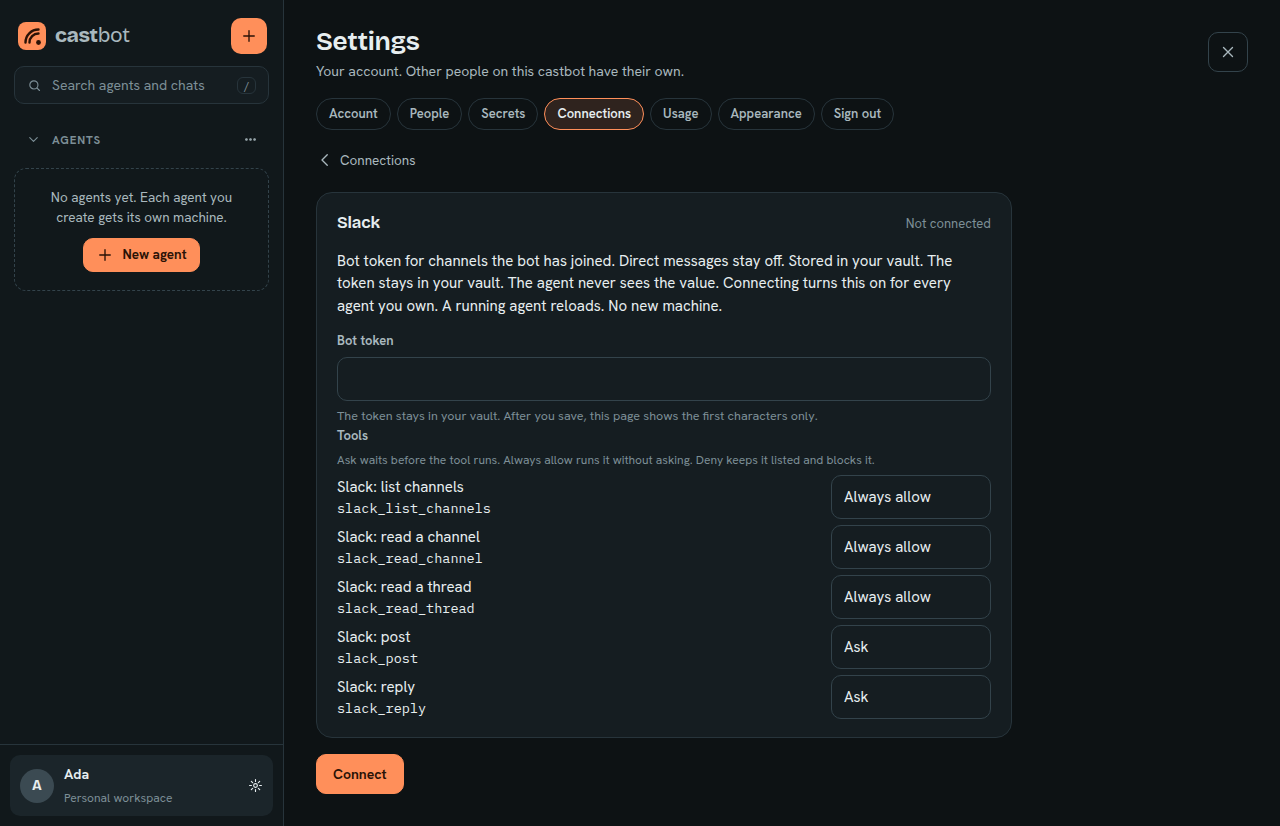 castbot
Search agents and chats
/
AGENTS
No agents yet. Each agent you
create gets its own machine.
New agent
A
Ada
Personal workspace
Settings
Your account. Other people on this castbot have their own.
Account
People
Secrets
Connections
Usage
Appearance
Sign out
Connections
Slack
Not connected
Bot token for channels the bot has joined. Direct messages stay off. Stored in your vault. The
token stays in your vault. The agent never sees the value. Connecting turns this on for every
agent you own. A running agent reloads. No new machine.
Bot token
The token stays in your vault. After you save, this page shows the first characters only.
Tools
Ask waits before the tool runs. Always allow runs it without asking. Deny keeps it listed and blocks it.
Slack: list channels
slack_list_channels
Always allow
Slack: read a channel
slack_read_channel
Always allow
Slack: read a thread
slack_read_thread
Always allow
Slack: post
slack_post
Ask
Slack: reply
slack_reply
Ask
Connect